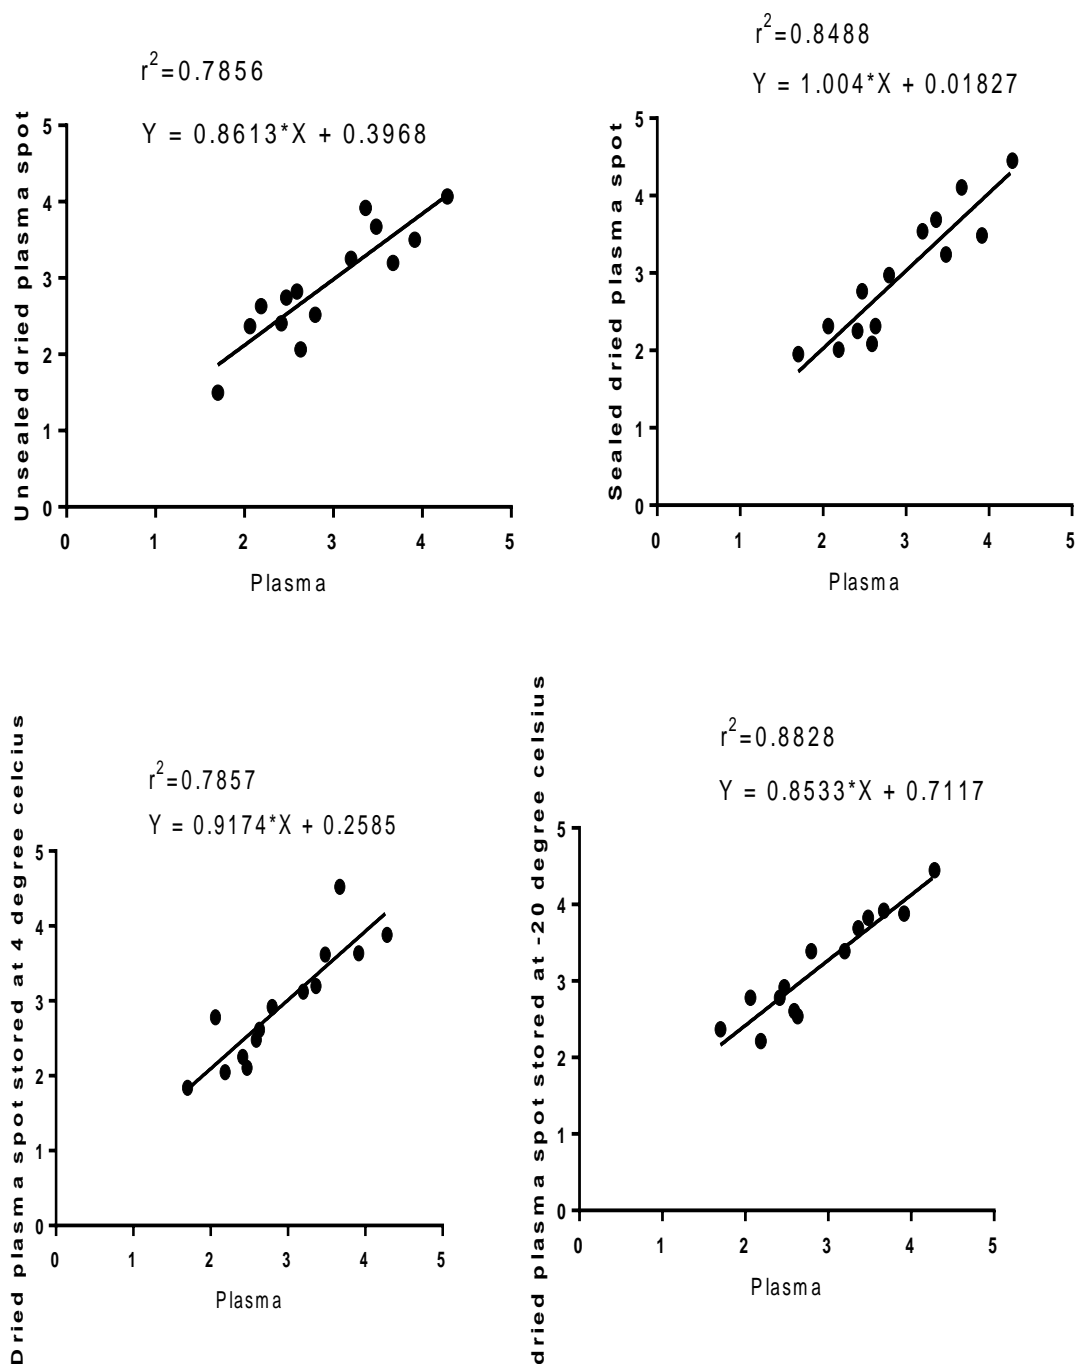 r2=0.7856
Y = 0.8613*X + 0.3968
Unsealed dried plasma spot
5
4
3
2
1
0
0 1 2 3 4 5
Plasma
r2=0.8488
Y = 1.004*X + 0.01827
Sealed dried plasma spot
5
4
3
2
1
0
0 1 2 3 4 5
Plasma
r2=0.7857
Y = 0.9174*X + 0.2585
Dried plasma spot stored at 4 degree celcius
5
4
3
2
1
0
0 1 2 3 4 5
Plasma
r2=0.8828
Y = 0.8533*X + 0.7117
dried plasma spot stored at -20 degree celsius
5
4
3
2
1
0
0 1 2 3 4 5
Plasma